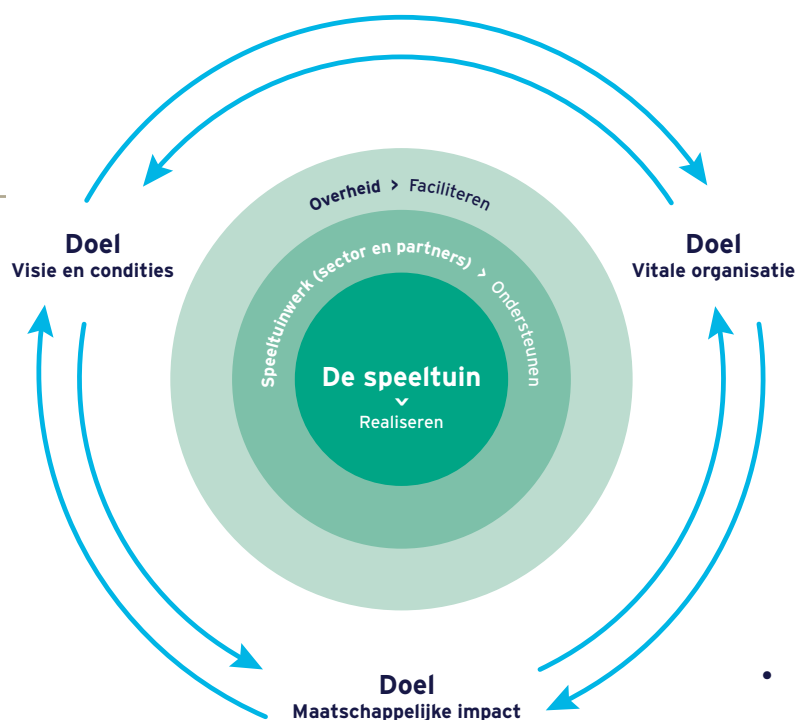 Overheid > Faciliteren
Speeltuinwerk (sector en partners) > Ondersteunen
De speeltuin
Realiseren
Doel
Visie en condities
Doel
Vitale organisatie
Doel
Maatschappelijke impact